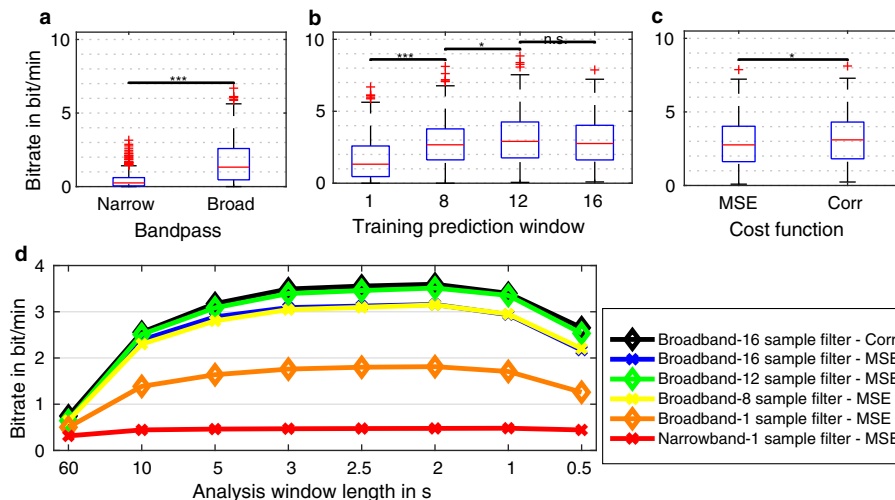 a
b
c
Bitrate in bit/min
10
5
0
***
Narrow
Broad
Bandpass
10
5
0
***
*
n.s.
1
8
12
16
Training prediction window
10
5
0
*
MSE
Corr
Cost function
d
Bitrate in bit/min
4
3
2
1
0
60
10
5
3
2.5
2
1
0.5
Analysis window length in s
Broadband-16 sample filter - Corr
Broadband-16 sample filter - MSE
Broadband-12 sample filter - MSE
Broadband-8 sample filter - MSE
Broadband-1 sample filter - MSE
Narrowband-1 sample filter - MSE